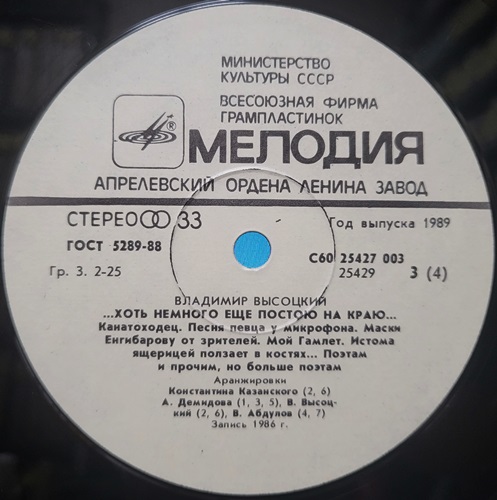 МИНИСТЕРСТВО
КУЛЬТУРЫ СССР
ВСЕСОЮЗНАЯ ФИРМА
ГРАМПЛАСТИНОК
®
МЕЛОДИЯ
АПРЕЛЕВСКИЙ ОРДЕНА ЛЕНИНА ЗАВОД
СТЕРЕО 33
Год выпуска 1989
ГОСТ 5289-88
С60 25427 003
Гр. 3. 2-25
25429 3 (4)
ВЛАДИМИР ВЫСОЦКИЙ
...ХОТЬ НЕМНОГО ЕЩЕ ПОСТОЮ НА КРАЮ...
Канатоходец. Песня певца у микрофона. Маски
Енгибарову от зрителей. Мой Гамлет. Истома
ящерицей ползает в костях... Поэтам
и прочим, но больше поэтам
Аранжировки
Константина Казанского (2, 6)
А. Демидова (1, 3, 5), В. Высоц-
кий (2, 6), В. Абдулов (4, 7)
Запись 1986 г.